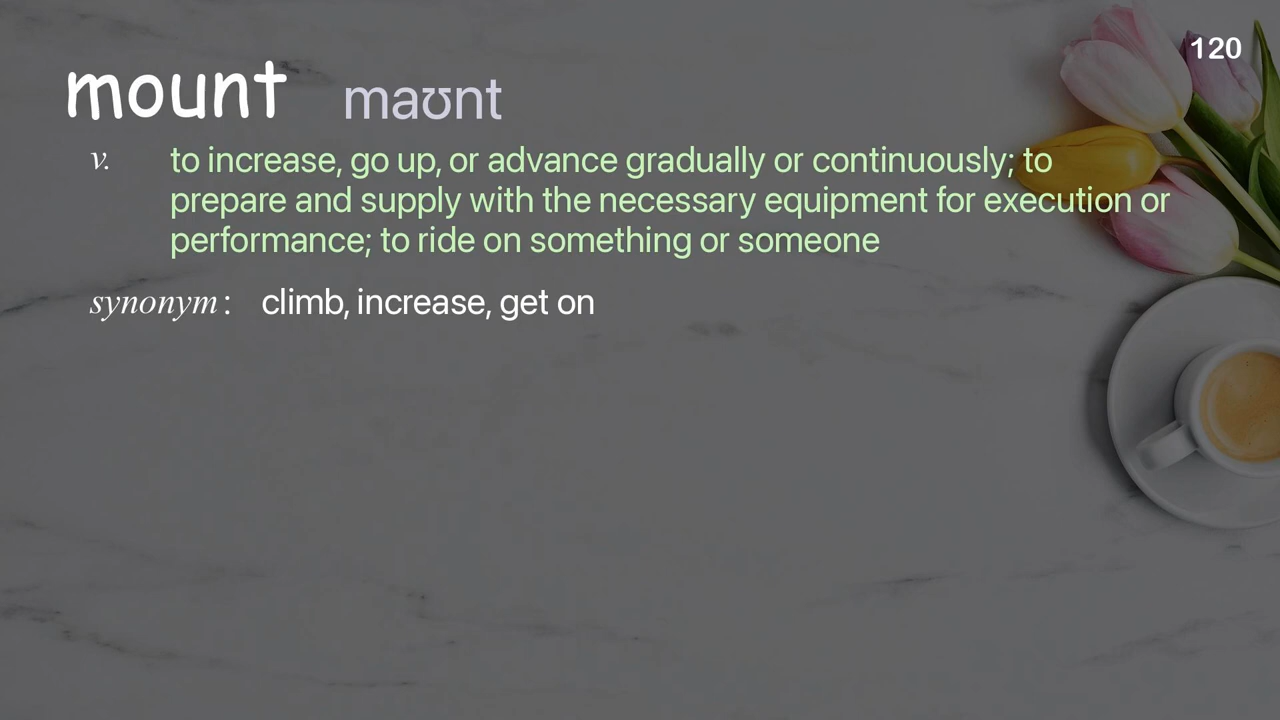 120
mount maʊnt
v. to increase, go up, or advance gradually or continuously; to
prepare and supply with the necessary equipment for execution or
performance; to ride on something or someone
synonym : climb, increase, get on